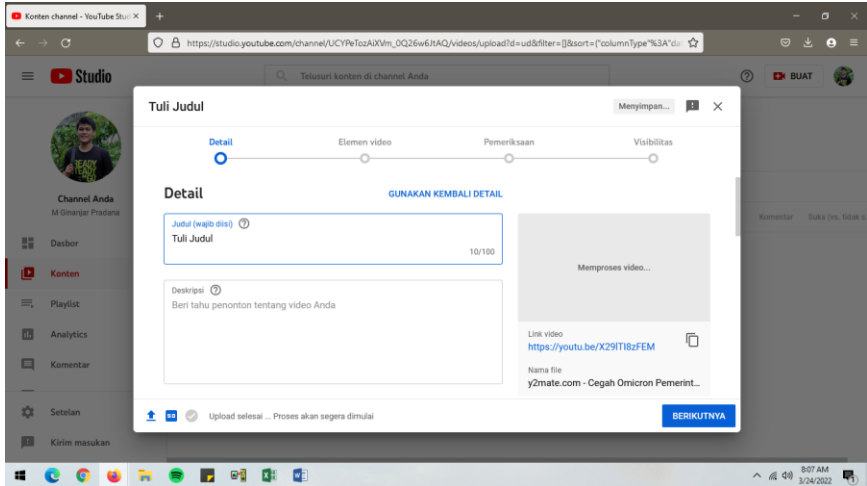 Konten channel - YouTube Stud
https://studio.youtube.com/channel/UCYPeTozAiXVm_0Q26w6JtAQ/videos/upload?d=ud&filter=[]&sort={"columnType"%3A"da
Studio
Telusuri konten di channel Anda
BUAT
Tuli Judul
Menyimpan...
Detail
Elemen video
Pemeriksaan
Visibilitas
READY
Channel Anda
M Ginanjar Pradana
Dasbor
Konten
Playlist
Analytics
Komentar
Setelan
Kirim masukan
Detail
GUNAKAN KEMBALI DETAIL
Judul (wajib diisi)
Tuli Judul
10/100
Deskripsi
Beri tahu penonton tentang video Anda
Memproses video...
Link video
https://youtu.be/X29lTI8zFEM
Nama file
y2mate.com - Cegah Omicron Pemerint...
Komentar
Suka (vs. tidak s
Upload selesai ... Proses akan segera dimulai
BERIKUTNYA
8:07 AM
3/24/2022